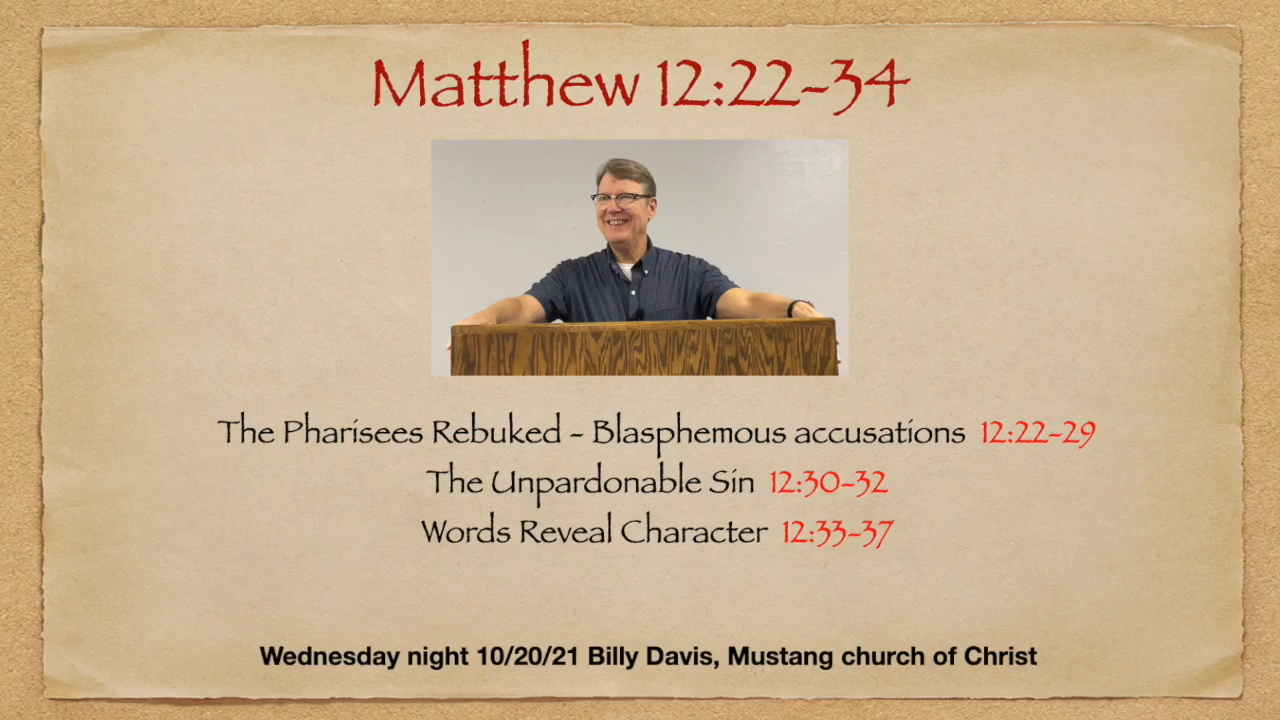 Matthew 12:22-34
The Pharisees Rebuked - Blasphemous accusations 12:22-29
The Unpardonable Sin 12:30-32
Words Reveal Character 12:33-37
Wednesday night 10/20/21 Billy Davis, Mustang church of Christ